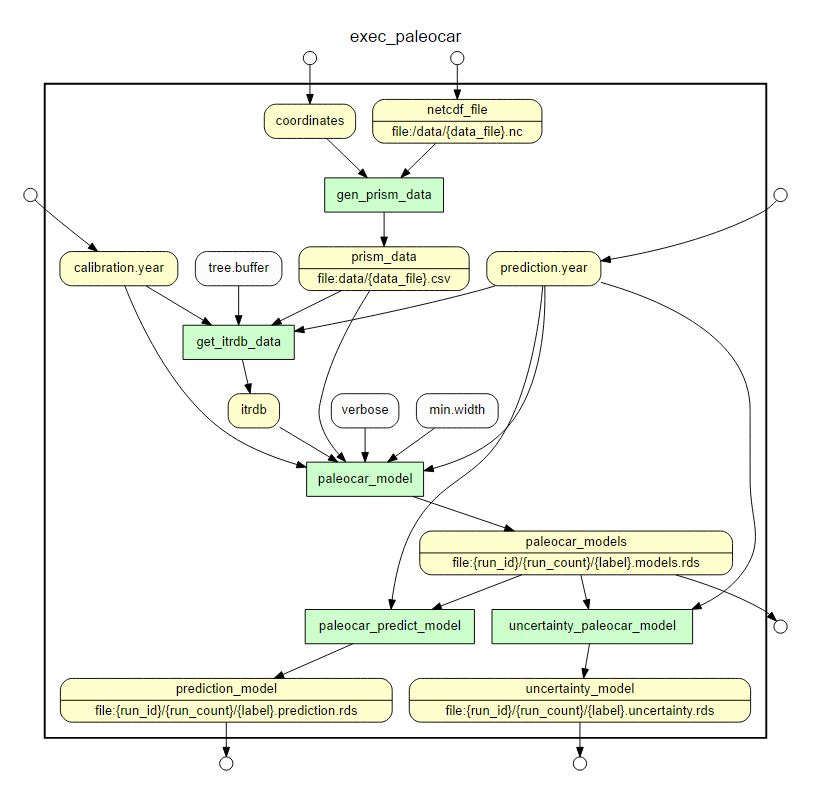 exec_paleocar
coordinates
netcdf_file
file:/data/{data_file}.nc
gen_prism_data
calibration.year
tree.buffer
prism_data
file:data/{data_file}.csv
prediction.year
get_itrdb_data
itrdb
verbose
min.width
paleocar_model
paleocar_models
file:{run_id}/{run_count}/{label}.models.rds
paleocar_predict_model
uncertainty_paleocar_model
prediction_model
file:{run_id}/{run_count}/{label}.prediction.rds
uncertainty_model
file:{run_id}/{run_count}/{label}.uncertainty.rds